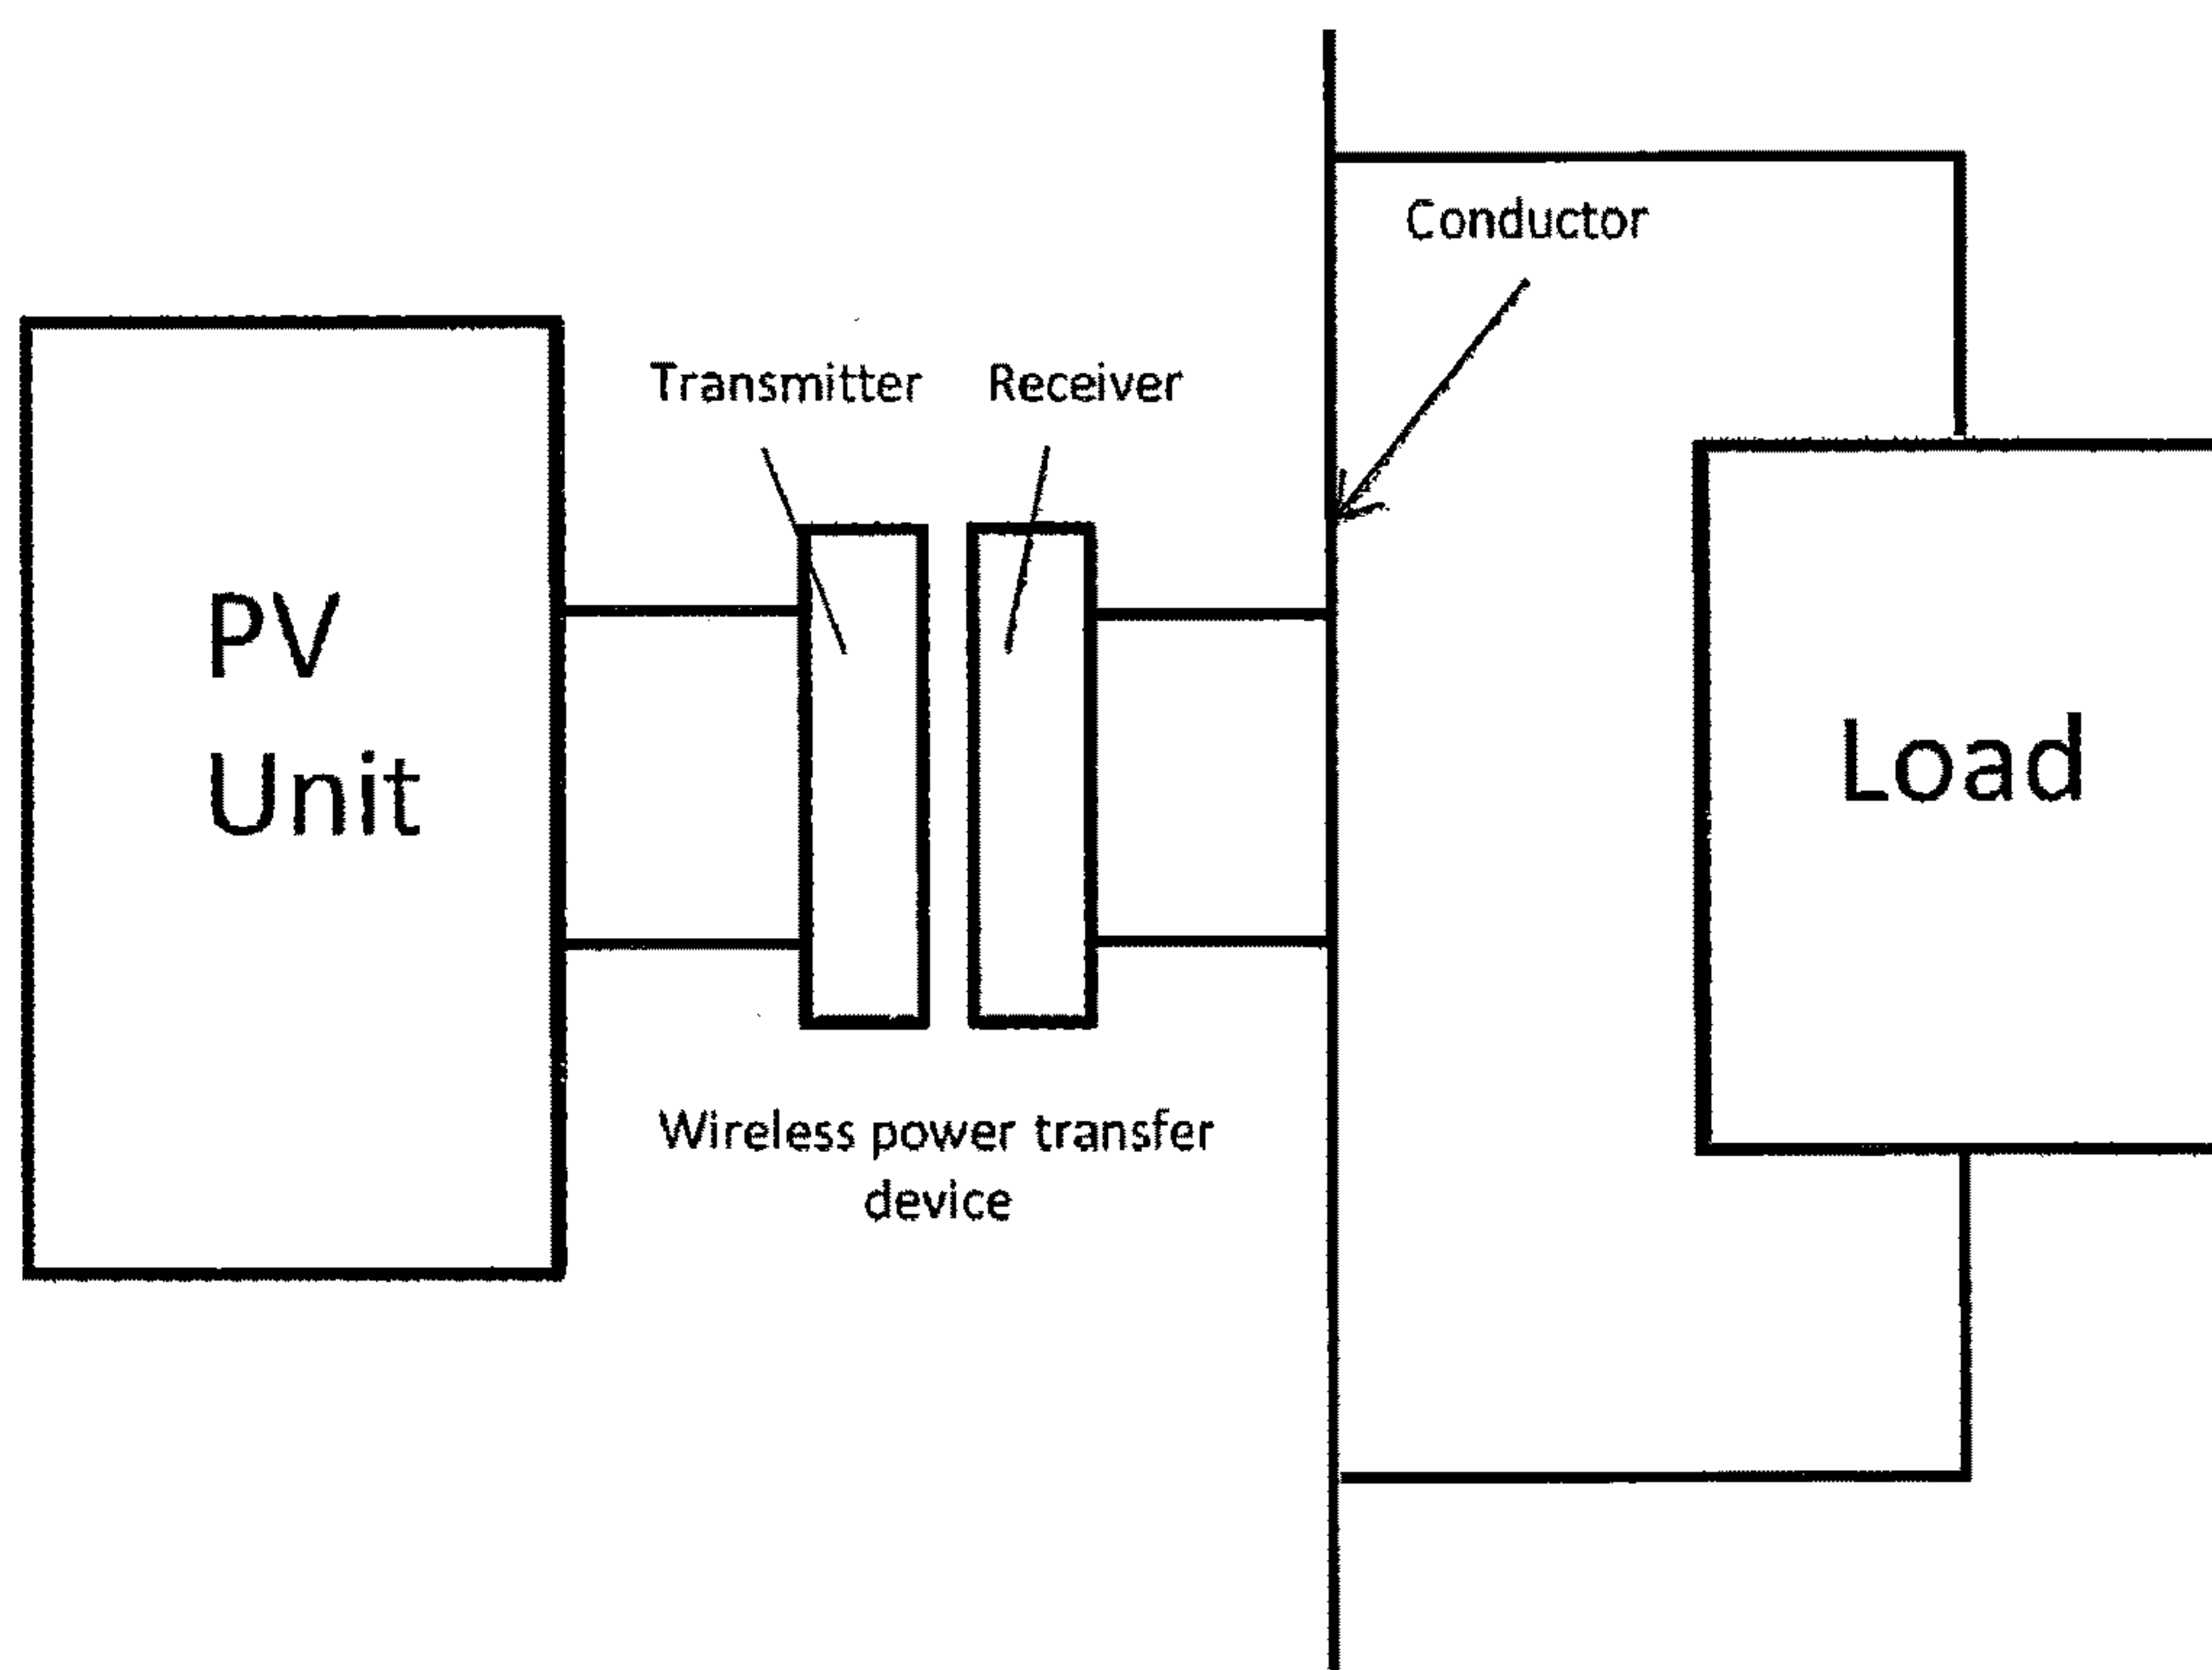 Conductor
Transmitter
Receiver
PV
Unit
Load
Wireless power transfer
device